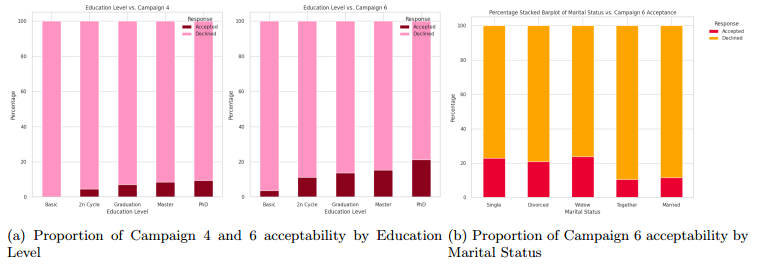 Education Level vs. Campaign 4
Response
Accepted
Declined
100
80
60
40
20
0
Percentage
Basic
2n Cycle
Graduation
Master
PhD
Education Level
Education Level vs. Campaign 6
Response
Accepted
Declined
100
80
60
40
20
0
Percentage
Basic
2n Cycle
Graduation
Master
PhD
Education Level
Percentage Stacked Barplot of Marital Status vs. Campaign 6 Acceptance
Response
Accepted
Declined
100
80
60
40
20
0
Percentage
Single
Divorced
Widow
Together
Married
Marital Status
(a) Proportion of Campaign 4 and 6 acceptability by Education
Level
(b) Proportion of Campaign 6 acceptability by
Marital Status